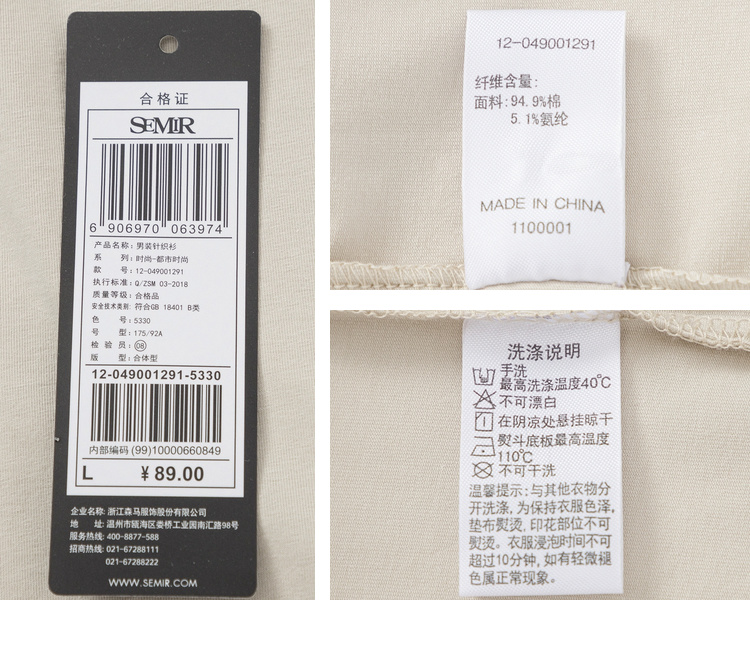 合格证
SEMIR
6 906970 063974
产品名称: 男装针织衫
系 列: 时尚-都市时尚
款 号: 12-049001291
执行标准: Q/ZSM 03-2018
质量等级: 合格品
安全技术类别: 符合GB 18401 B类
色 号: 5330
号 型: 175/92A
检 验 员: 08
版 型: 合体型
12-049001291-5330
内部编码 (99)10000660849
L ¥ 89.00
企业名称: 浙江森马服饰股份有限公司
地 址: 温州市瓯海区娄桥工业园南汇路98号
服务热线: 400-8877-588
招商热线: 021-67288111
021-67288222
WWW.SEMIR.COM
12-049001291
纤维含量:
面料: 94.9%棉
5.1%氨纶
MADE IN CHINA
1100001
洗涤说明
手洗
最高洗涤温度40℃
不可漂白
在阴凉处悬挂晾干
熨斗底板最高温度
110℃
不可干洗
温馨提示: 与其他衣物分
开洗涤, 为保持衣服色泽,
垫布熨烫, 印花部位不可
熨烫。衣服浸泡时间不可
超过10分钟, 如有轻微褪
色属正常现象。